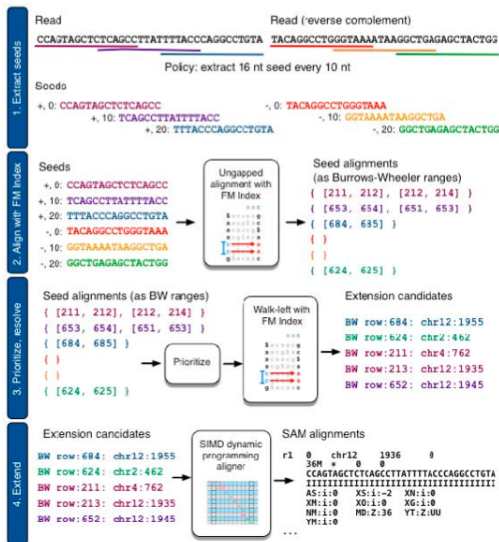 1. Extract seeds
Read
Read (reverse complement)
CCAGTAGCTCTCAGCCTTATTTTACCCAGGCCTGTA
TACAGGCCTGGGTAAAATAAGGCTGAGAGCTACTGG
Policy: extract 16 nt seed every 10 nt
Seeds
+, 0: CCAGTAGCTCTCAGCC
-, 0: TACAGGCCTGGGTAAA
+, 10: TCAGCCTTATTTTACC
-, 10: GGTAAAATAAGGCTGA
+, 20: TTTACCCAGGCCTGTA
-, 20: GGCTGAGAGCTACTGG
2. Align with FM Index
Seeds
+, 0: CCAGTAGCTCTCAGCC
+, 10: TCAGCCTTATTTTACC
+, 20: TTTACCCAGGCCTGTA
-, 0: TACAGGCCTGGGTAAA
-, 10: GGTAAAATAAGGCTGA
-, 20: GGCTGAGAGCTACTGG
Ungapped
alignment with
FM Index
Seed alignments
(as Burrows-Wheeler ranges)
{ [211, 212], [212, 214] }
{ [653, 654], [651, 653] }
{ [684, 685] }
{ }
{ }
{ [624, 625] }
3. Prioritize, resolve
Seed alignments (as BW ranges)
{ [211, 212], [212, 214] }
{ [653, 654], [651, 653] }
{ [684, 685] }
{ }
{ }
{ [624, 625] }
Prioritize
Walk-left with
FM Index
Extension candidates
BW row:684: chr12:1955
BW row:624: chr2:462
BW row:211: chr4:762
BW row:213: chr12:1935
BW row:652: chr12:1945
4. Extend
Extension candidates
BW row:684: chr12:1955
BW row:624: chr2:462
BW row:211: chr4:762
BW row:213: chr12:1935
BW row:652: chr12:1945
SIMD dynamic
programming
aligner
SAM alignments
r1 0 chr12 1936 0
36M * 0 0
CCAGTAGCTCTCAGCCTTATTTTACCCAGGCCTGTA
IIIIIIIIIIIIIIIIIIIIIIIIIIIIIIIIIIII
AS:i:0 XS:i:-2 XN:i:0
XM:i:0 XO:i:0 XG:i:0
NM:i:0 MD:Z:36 YT:Z:UU
YM:i:0
...